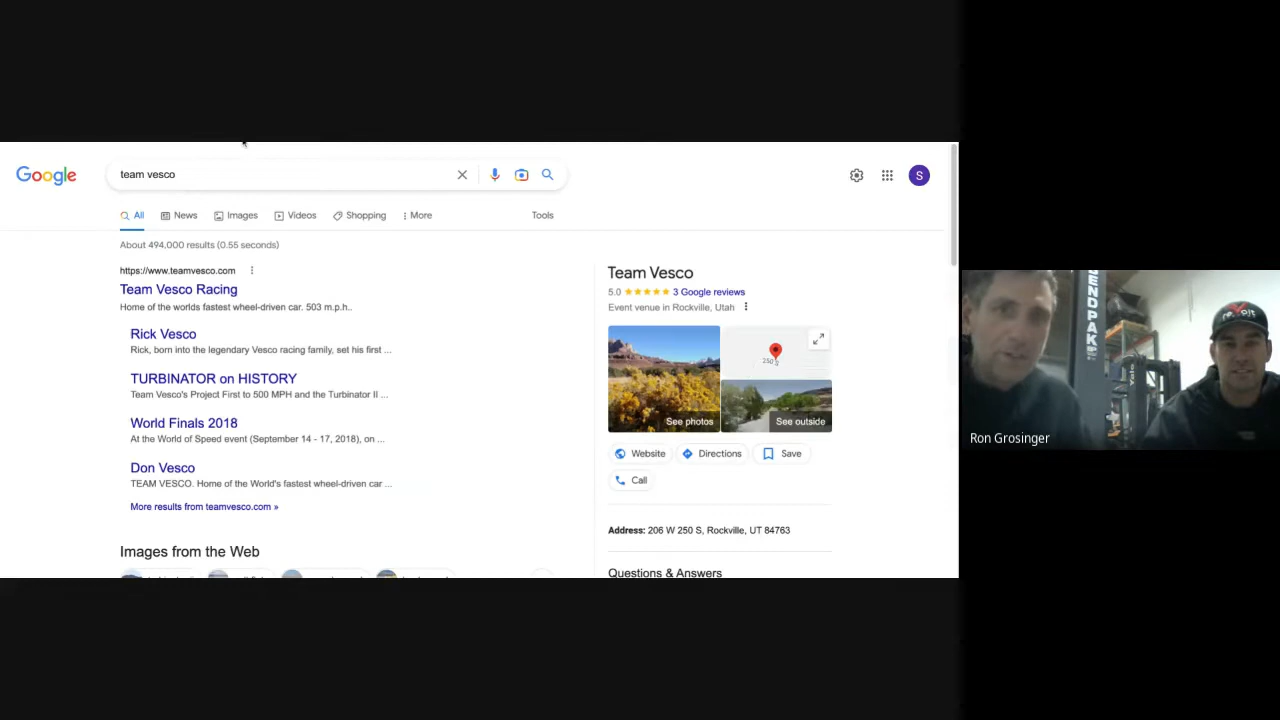 Google
team vesco
S
All
News
Images
Videos
Shopping
More
Tools
About 494,000 results (0.55 seconds)
https://www.teamvesco.com
Team Vesco Racing
Home of the worlds fastest wheel-driven car. 503 m.p.h..
Rick Vesco
Rick, born into the legendary Vesco racing family, set his first ...
TURBINATOR on HISTORY
Team Vesco's Project First to 500 MPH and the Turbinator II ...
World Finals 2018
At the World of Speed event (September 14 - 17, 2018), on ...
Don Vesco
TEAM VESCO. Home of the World's fastest wheel-driven car ...
More results from teamvesco.com »
Images from the Web
Team Vesco
5.0 ★★★★★ 3 Google reviews
Event venue in Rockville, Utah
See photos
See outside
Website
Directions
Save
Call
Address: 206 W 250 S, Rockville, UT 84763
Questions & Answers
ENDPAK
Yale
Ron Grosinger